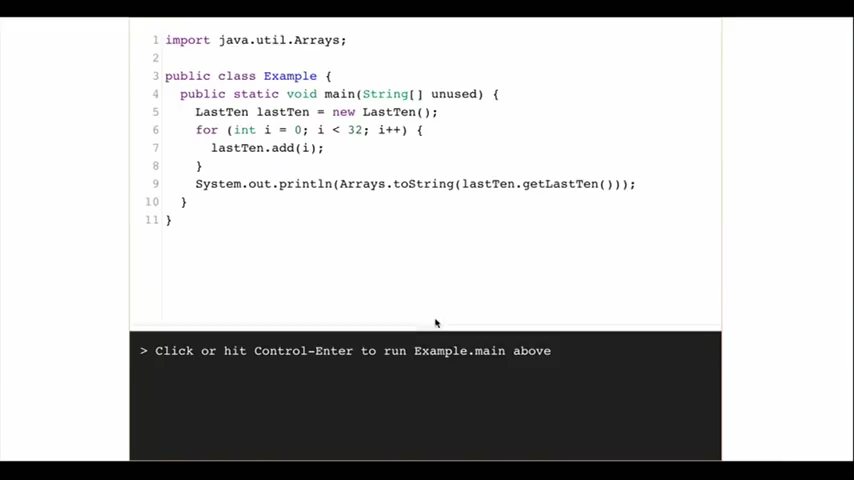 1 import java.util.Arrays;
2
3 public class Example {
4 public static void main(String[] unused) {
5 LastTen lastTen = new LastTen();
6 for (int i = 0; i < 32; i++) {
7 lastTen.add(i);
8 }
9 System.out.println(Arrays.toString(lastTen.getLastTen()));
10 }
11 }
> Click or hit Control-Enter to run Example.main above